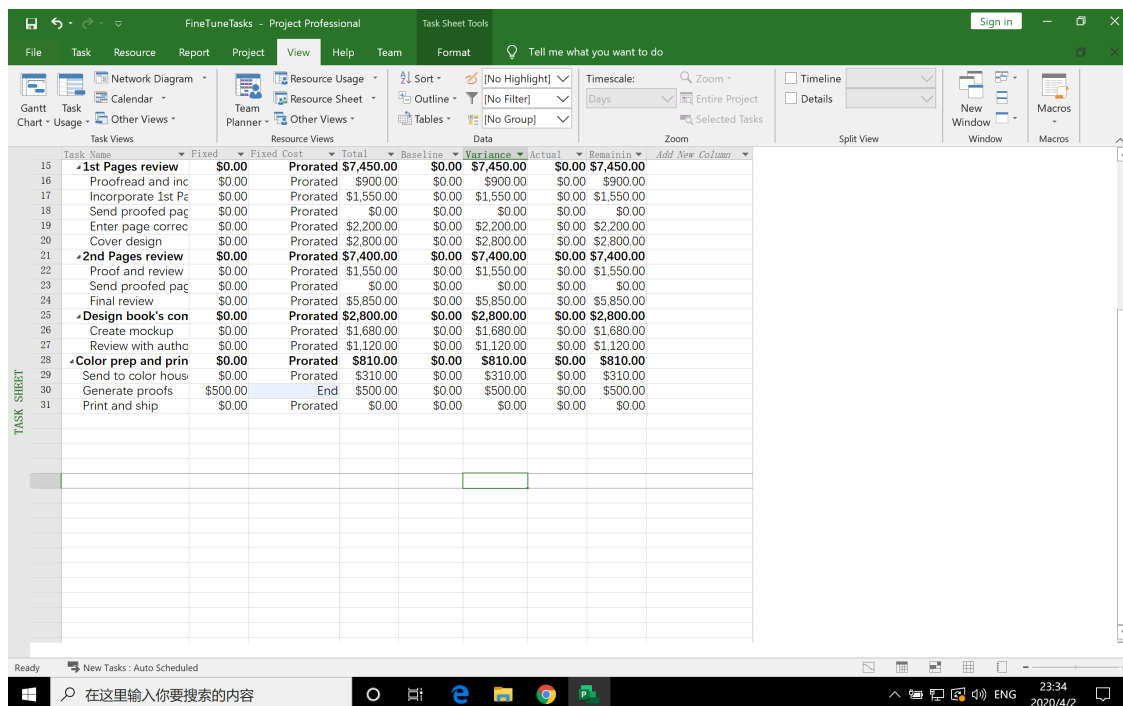 FineTuneTasks - Project Professional
Task Sheet Tools
Sign in
File Task Resource Report Project View Help Team Format Tell me what you want to do
Gantt Chart
Task Usage
Network Diagram
Calendar
Other Views
Task Views
Team Planner
Resource Usage
Resource Sheet
Other Views
Resource Views
Sort
Outline
Tables
[No Highlight]
[No Filter]
[No Group]
Data
Timescale:
Days
Zoom
Entire Project
Selected Tasks
Zoom
Timeline
Details
Split View
New Window
Window
Macros
Macros
Task Name Fixed Fixed Cost Total Baseline Variance Actual Remainin Add New Column
15 1st Pages review $0.00 Prorated $7,450.00 $0.00 $7,450.00 $0.00 $7,450.00
16 Proofread and inc $0.00 Prorated $900.00 $0.00 $900.00 $0.00 $900.00
17 Incorporate 1st Pa $0.00 Prorated $1,550.00 $0.00 $1,550.00 $0.00 $1,550.00
18 Send proofed pag $0.00 Prorated $0.00 $0.00 $0.00 $0.00 $0.00
19 Enter page correc $0.00 Prorated $2,200.00 $0.00 $2,200.00 $0.00 $2,200.00
20 Cover design $0.00 Prorated $2,800.00 $0.00 $2,800.00 $0.00 $2,800.00
21 2nd Pages review $0.00 Prorated $7,400.00 $0.00 $7,400.00 $0.00 $7,400.00
22 Proof and review $0.00 Prorated $1,550.00 $0.00 $1,550.00 $0.00 $1,550.00
23 Send proofed pag $0.00 Prorated $0.00 $0.00 $0.00 $0.00 $0.00
24 Final review $0.00 Prorated $5,850.00 $0.00 $5,850.00 $0.00 $5,850.00
25 Design book's con $0.00 Prorated $2,800.00 $0.00 $2,800.00 $0.00 $2,800.00
26 Create mockup $0.00 Prorated $1,680.00 $0.00 $1,680.00 $0.00 $1,680.00
27 Review with autho $0.00 Prorated $1,120.00 $0.00 $1,120.00 $0.00 $1,120.00
28 Color prep and prin $0.00 Prorated $810.00 $0.00 $810.00 $0.00 $810.00
29 Send to color hous $0.00 Prorated $310.00 $0.00 $310.00 $0.00 $310.00
30 Generate proofs $500.00 End $500.00 $0.00 $500.00 $0.00 $500.00
31 Print and ship $0.00 Prorated $0.00 $0.00 $0.00 $0.00 $0.00
TASK SHEET
Ready New Tasks : Auto Scheduled
在这里输入你要搜索的内容
ENG
23:34
2020/4/2